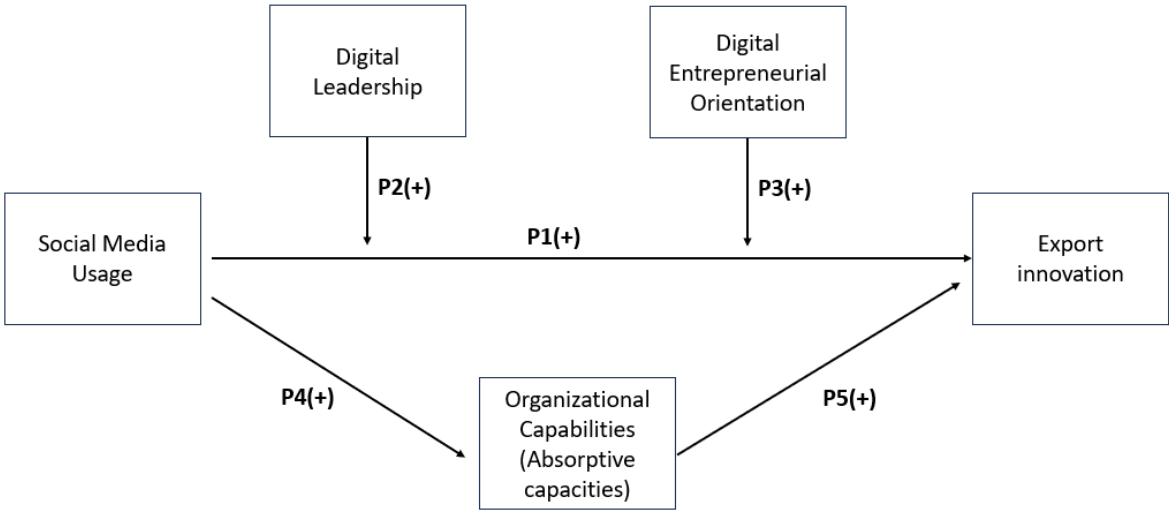 Digital
Leadership
Digital
Entrepreneurial
Orientation
P2(+)
P3(+)
Social Media
Usage
P1(+)
Export
innovation
P4(+)
Organizational
Capabilities
(Absorptive
capacities)
P5(+)